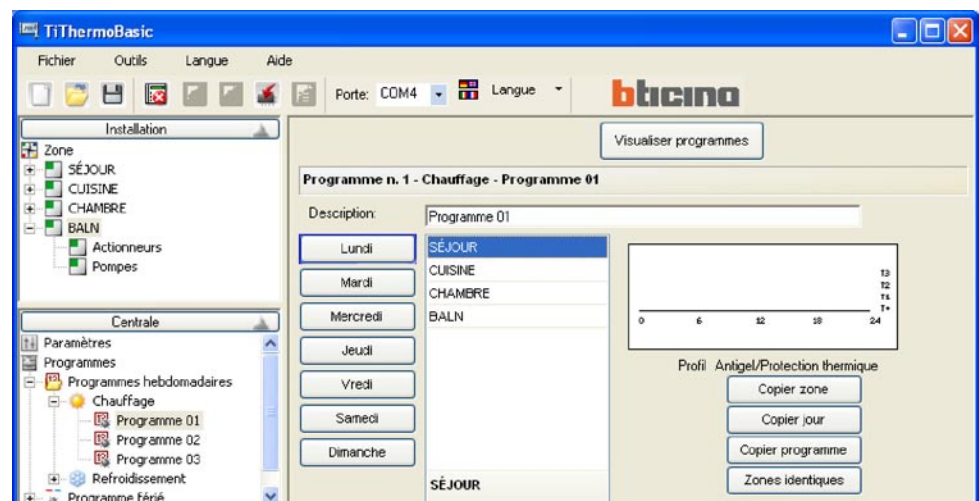 TiThermoBasic
Fichier Outils Langue Aide
Porte: COM4 Langue bticino
Installation
Zone
SÉJOUR
CUISINE
CHAMBRE
BALN
Actionneurs
Pompes
Centrale
Paramètres
Programmes
Programmes hebdomadaires
Chauffage
Programme 01
Programme 02
Programme 03
Refroidissement
Programme férié
Visualiser programmes
Programme n. 1 - Chauffage - Programme 01
Description: Programme 01
Lundi
Mardi
Mercredi
Jeudi
Vredi
Samedi
Dimanche
SÉJOUR
CUISINE
CHAMBRE
BALN
SÉJOUR
T3
T2
T1
T*
0 6 12 18 24
Profil Antigel/Protection thermique
Copier zone
Copier jour
Copier programme
Zones identiques